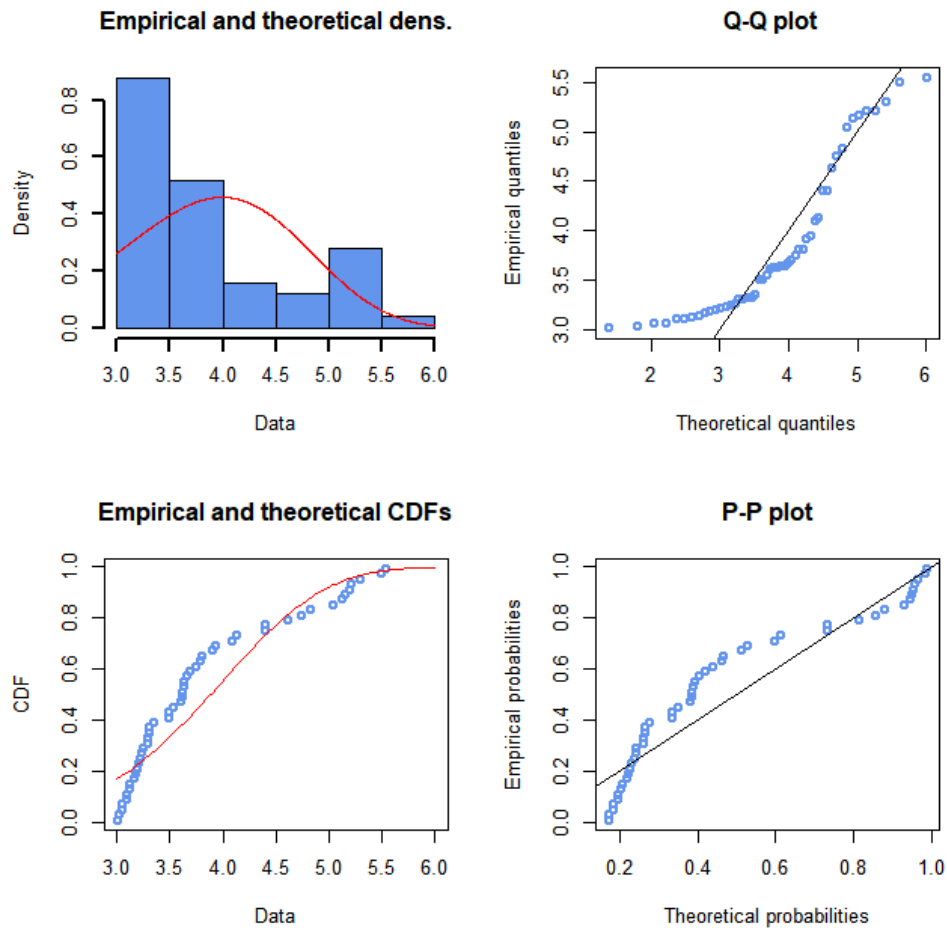 Empirical and theoretical dens.
Density
0.0 0.2 0.4 0.6 0.8
3.0 3.5 4.0 4.5 5.0 5.5 6.0
Data
Q-Q plot
Empirical quantiles
3.0 3.5 4.0 4.5 5.0 5.5
2 3 4 5 6
Theoretical quantiles
Empirical and theoretical CDFs
CDF
0.0 0.2 0.4 0.6 0.8 1.0
3.0 3.5 4.0 4.5 5.0 5.5 6.0
Data
P-P plot
Empirical probabilities
0.0 0.2 0.4 0.6 0.8 1.0
0.2 0.4 0.6 0.8 1.0
Theoretical probabilities